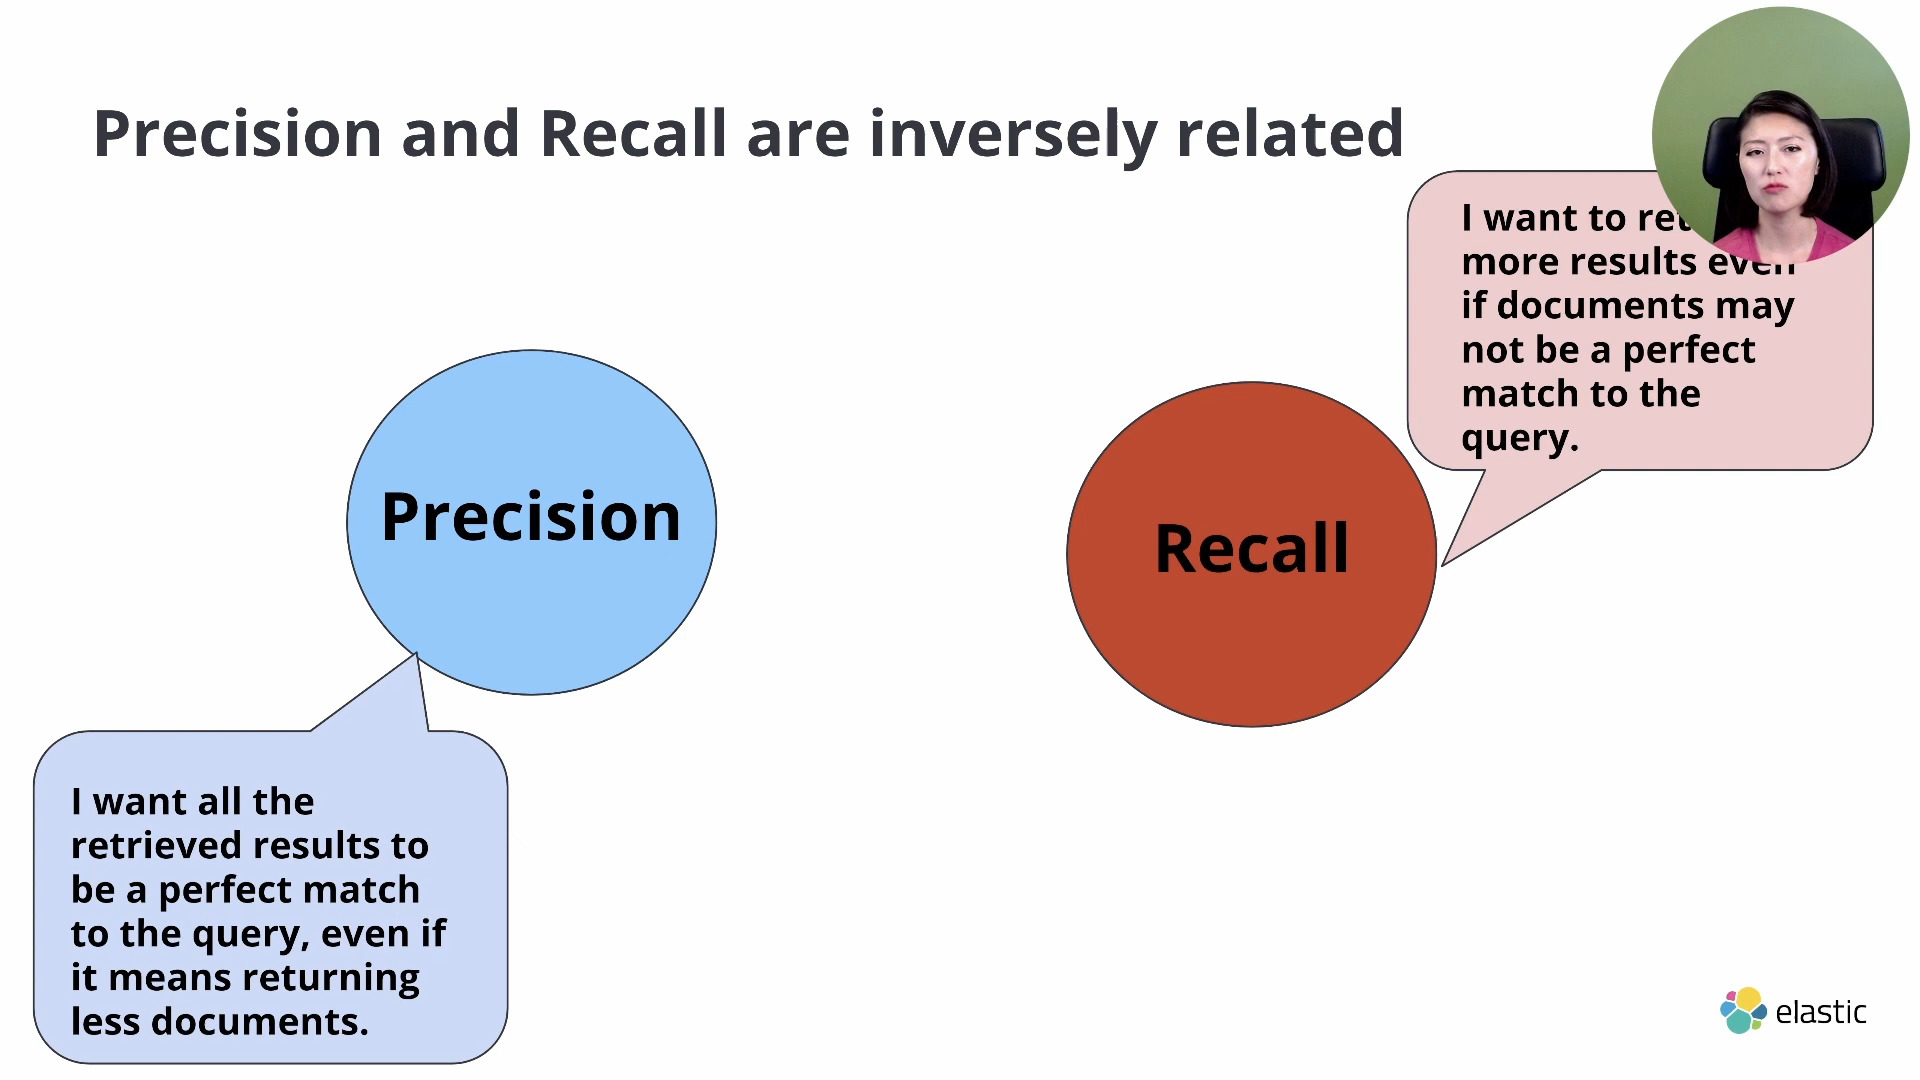 Precision and Recall are inversely related
I want to
more results even
if documents may
not be a perfect
match to the
query.
Precision
Recall
I want all the
retrieved results to
be a perfect match
to the query, even if
it means returning
less documents.
elastic